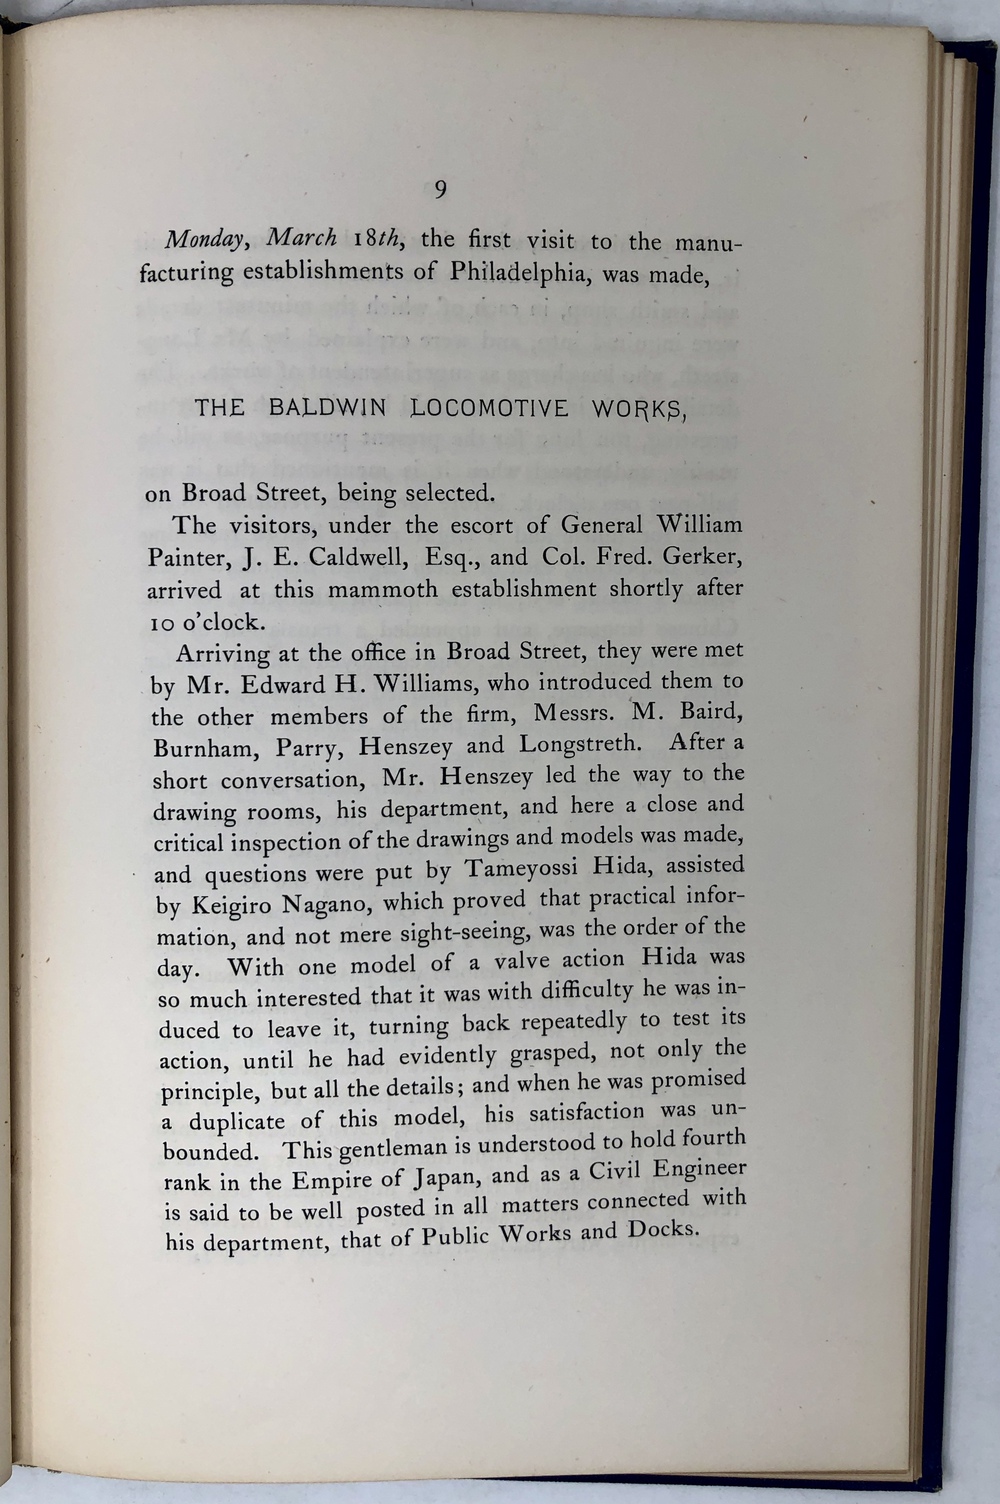 9
Monday, March 18th, the first visit to the manu-
facturing establishments of Philadelphia, was made,
THE BALDWIN LOCOMOTIVE WORKS,
on Broad Street, being selected.
The visitors, under the escort of General William
Painter, J. E. Caldwell, Esq., and Col. Fred. Gerker,
arrived at this mammoth establishment shortly after
10 o'clock.
Arriving at the office in Broad Street, they were met
by Mr. Edward H. Williams, who introduced them to
the other members of the firm, Messrs. M. Baird,
Burnham, Parry, Henszey and Longstreth. After a
short conversation, Mr. Henszey led the way to the
drawing rooms, his department, and here a close and
critical inspection of the drawings and models was made,
and questions were put by Tameyossi Hida, assisted
by Keigiro Nagano, which proved that practical infor-
mation, and not mere sight-seeing, was the order of the
day. With one model of a valve action Hida was
so much interested that it was with difficulty he was in-
duced to leave it, turning back repeatedly to test its
action, until he had evidently grasped, not only the
principle, but all the details; and when he was promised
a duplicate of this model, his satisfaction was un-
bounded. This gentleman is understood to hold fourth
rank in the Empire of Japan, and as a Civil Engineer
is said to be well posted in all matters connected with
his department, that of Public Works and Docks.